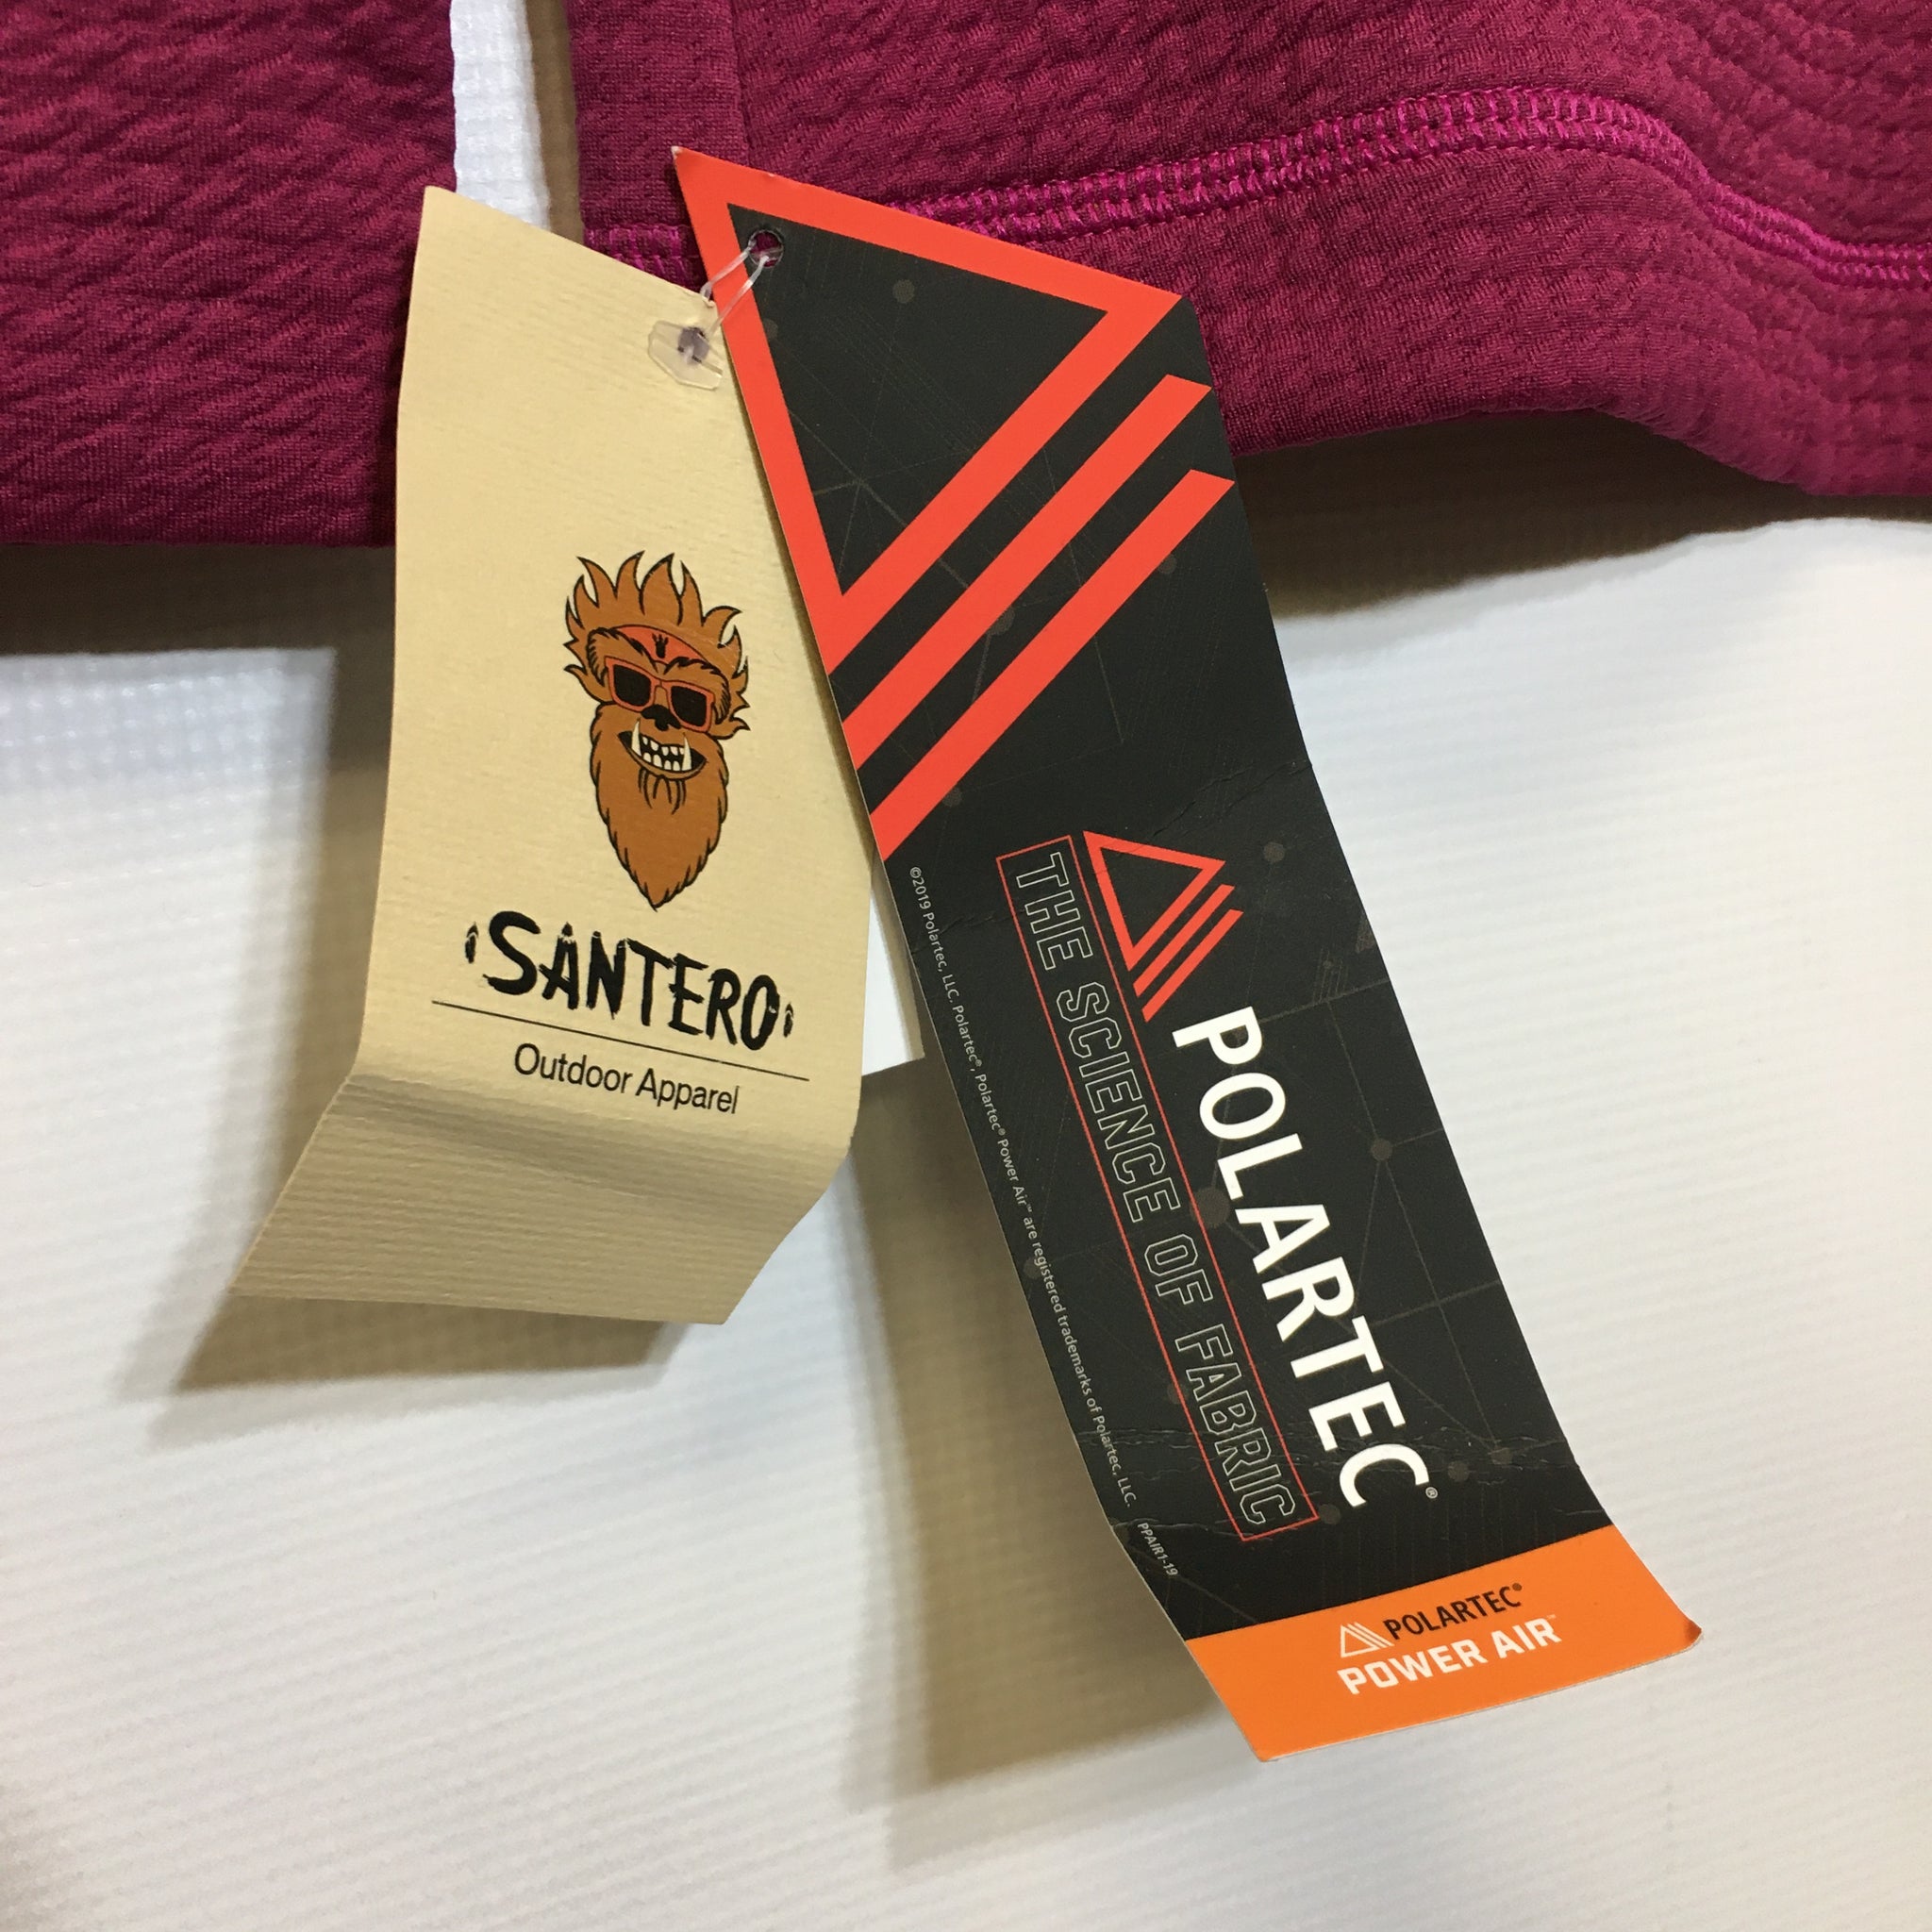 SANTERO
Outdoor Apparel
POLARTEC®
THE SCIENCE OF FABRIC
©2019 Polartec, LLC. Polartec®, Polartec® Power Air™ are registered trademarks of Polartec, LLC. PPAIR1-19
POLARTEC®
POWER AIR™